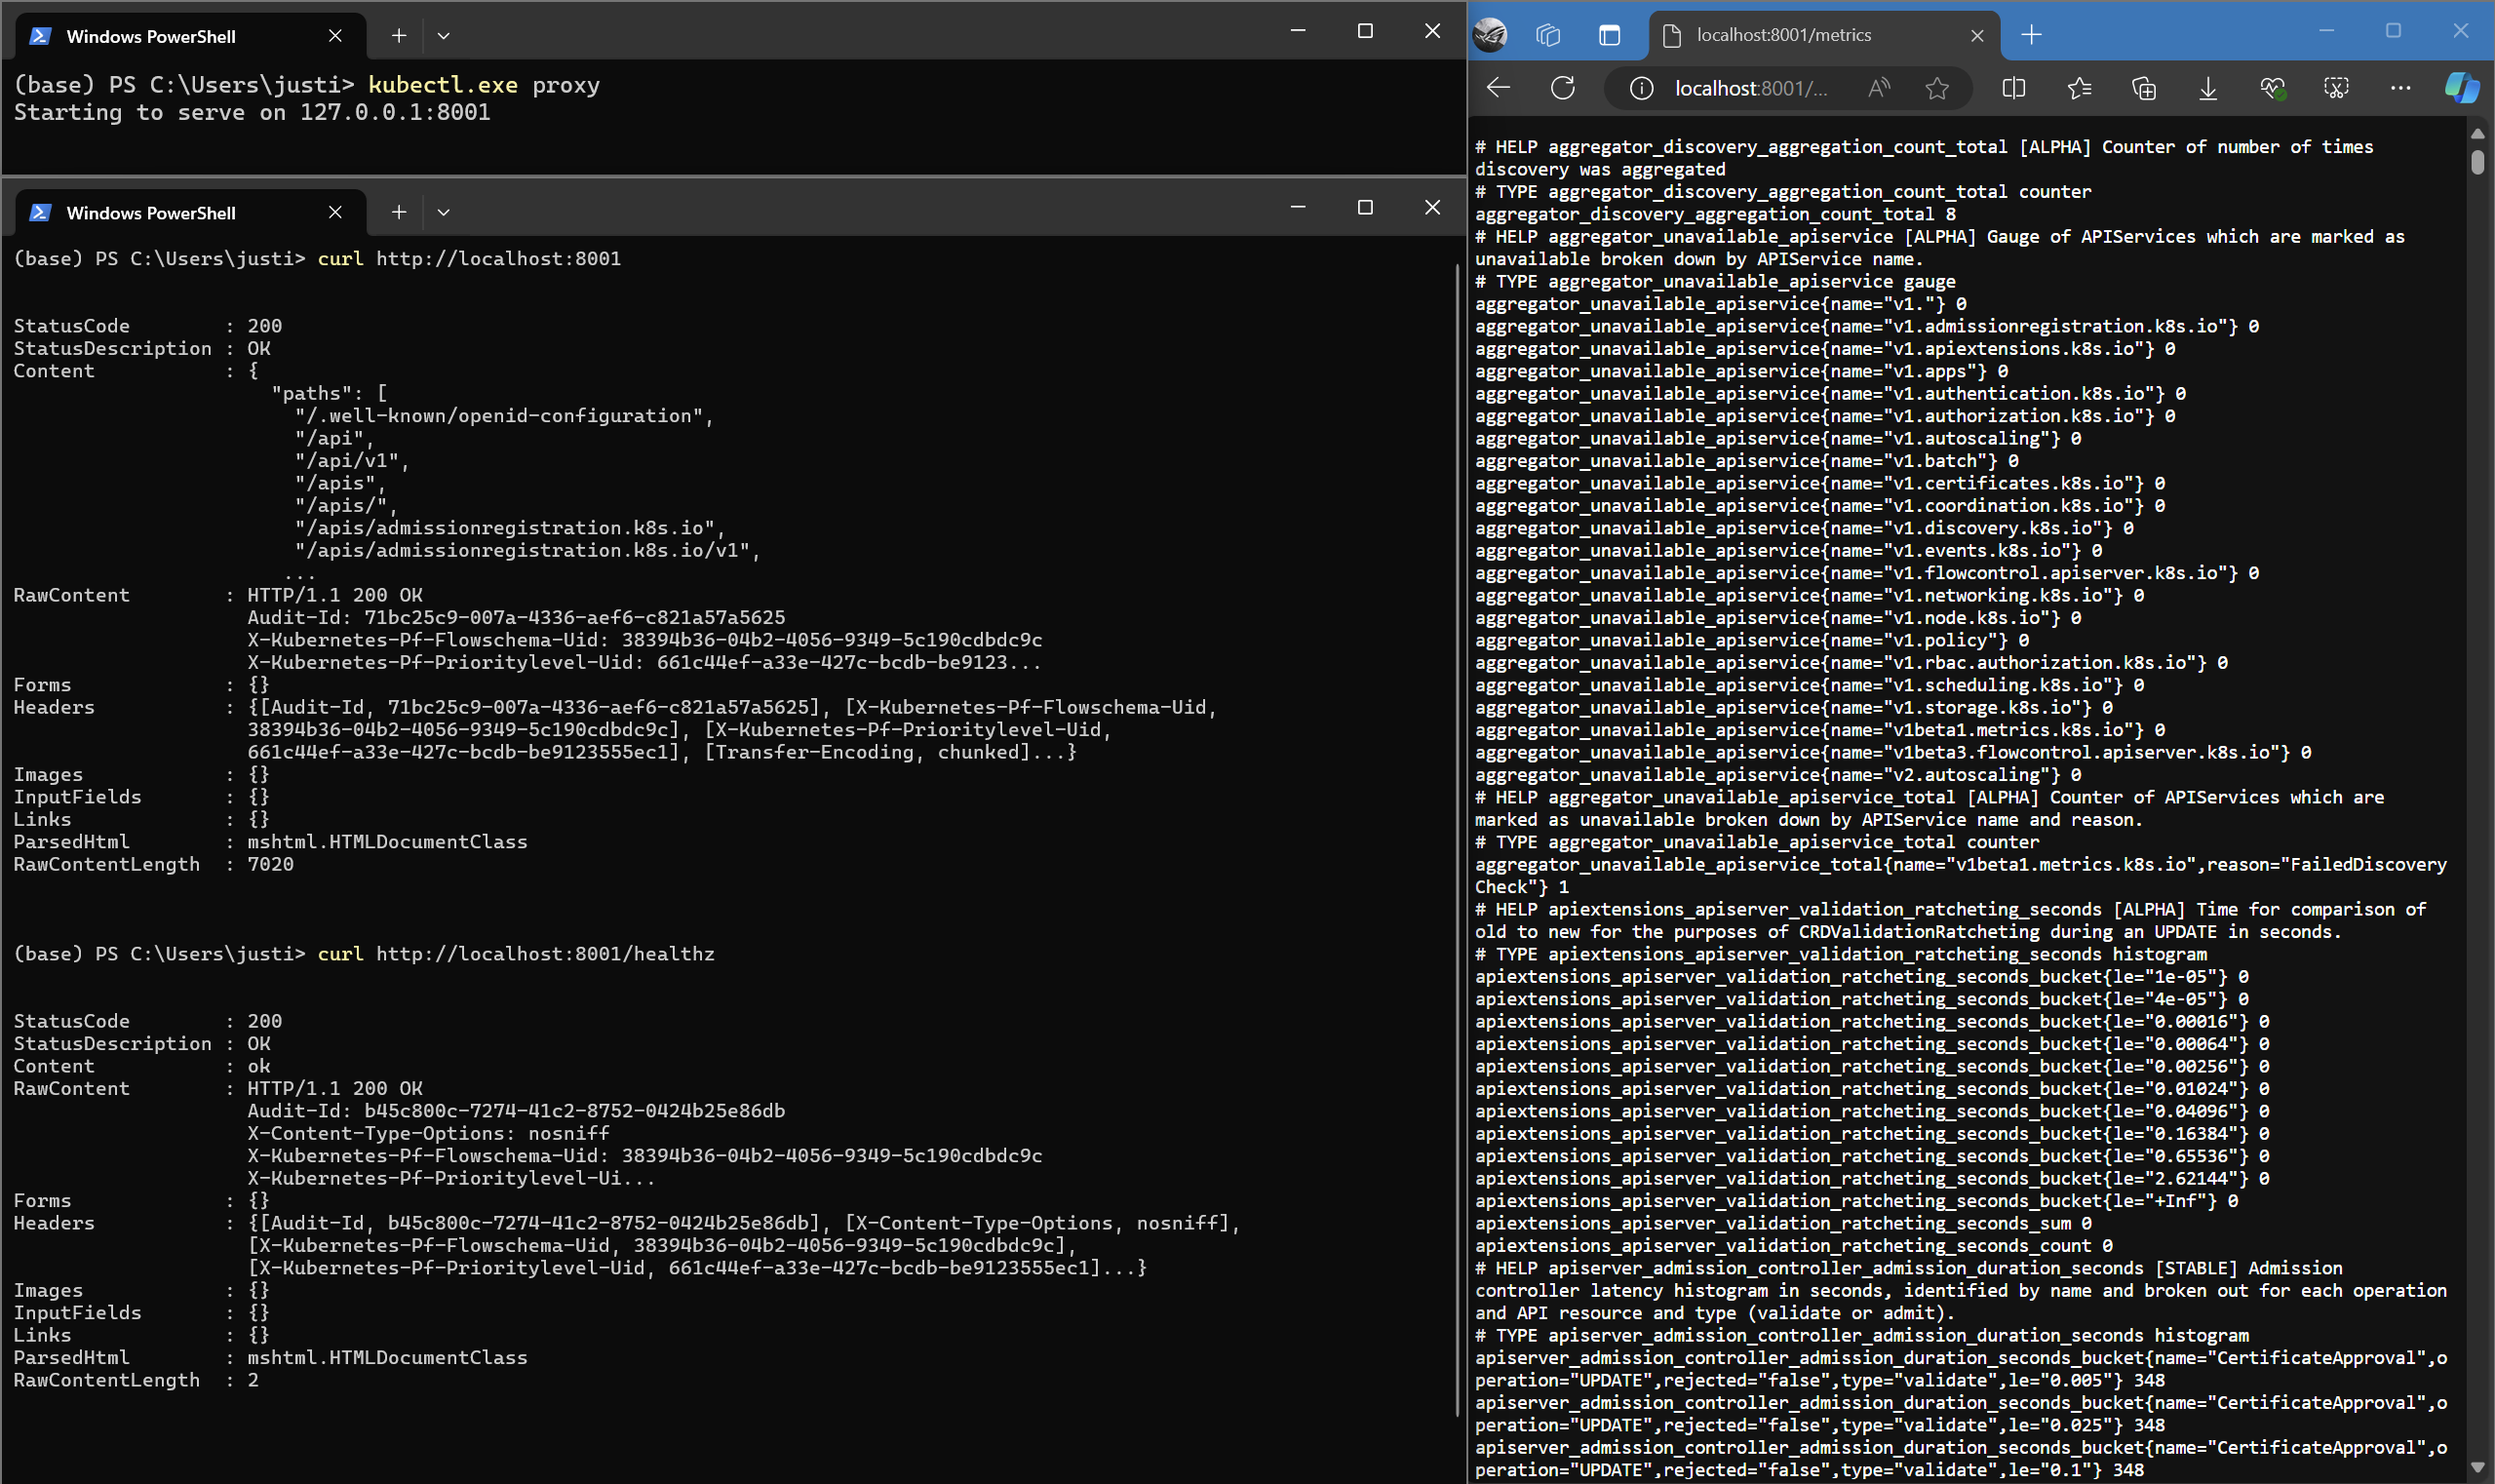 Windows PowerShell
(base) PS C:\Users\justi> kubectl.exe proxy
Starting to serve on 127.0.0.1:8001
Windows PowerShell
(base) PS C:\Users\justi> curl http://localhost:8001
StatusCode        : 200
StatusDescription : OK
Content           : {
                      "paths": [
                        "/.well-known/openid-configuration",
                        "/api",
                        "/api/v1",
                        "/apis",
                        "/apis/",
                        "/apis/admissionregistration.k8s.io",
                        "/apis/admissionregistration.k8s.io/v1",
                       ...
RawContent        : HTTP/1.1 200 OK
                    Audit-Id: 71bc25c9-007a-4336-aef6-c821a57a5625
                    X-Kubernetes-Pf-Flowschema-Uid: 38394b36-04b2-4056-9349-5c190cdbdc9c
                    X-Kubernetes-Pf-Prioritylevel-Uid: 661c44ef-a33e-427c-bcdb-be9123...
Forms             : {}
Headers           : {[Audit-Id, 71bc25c9-007a-4336-aef6-c821a57a5625], [X-Kubernetes-Pf-Flowschema-Uid,
                    38394b36-04b2-4056-9349-5c190cdbdc9c], [X-Kubernetes-Pf-Prioritylevel-Uid,
                    661c44ef-a33e-427c-bcdb-be9123555ec1], [Transfer-Encoding, chunked]...}
Images            : {}
InputFields       : {}
Links             : {}
ParsedHtml        : mshtml.HTMLDocumentClass
RawContentLength  : 7020
(base) PS C:\Users\justi> curl http://localhost:8001/healthz
StatusCode        : 200
StatusDescription : OK
Content           : ok
RawContent        : HTTP/1.1 200 OK
                    Audit-Id: b45c800c-7274-41c2-8752-0424b25e86db
                    X-Content-Type-Options: nosniff
                    X-Kubernetes-Pf-Flowschema-Uid: 38394b36-04b2-4056-9349-5c190cdbdc9c
                    X-Kubernetes-Pf-Prioritylevel-Ui...
Forms             : {}
Headers           : {[Audit-Id, b45c800c-7274-41c2-8752-0424b25e86db], [X-Content-Type-Options, nosniff],
                    [X-Kubernetes-Pf-Flowschema-Uid, 38394b36-04b2-4056-9349-5c190cdbdc9c],
                    [X-Kubernetes-Pf-Prioritylevel-Uid, 661c44ef-a33e-427c-bcdb-be9123555ec1]...}
Images            : {}
InputFields       : {}
Links             : {}
ParsedHtml        : mshtml.HTMLDocumentClass
RawContentLength  : 2
localhost:8001/metrics
localhost:8001/...
# HELP aggregator_discovery_aggregation_count_total [ALPHA] Counter of number of times
discovery was aggregated
# TYPE aggregator_discovery_aggregation_count_total counter
aggregator_discovery_aggregation_count_total 8
# HELP aggregator_unavailable_apiservice [ALPHA] Gauge of APIServices which are marked as
unavailable broken down by APIService name.
# TYPE aggregator_unavailable_apiservice gauge
aggregator_unavailable_apiservice{name="v1."} 0
aggregator_unavailable_apiservice{name="v1.admissionregistration.k8s.io"} 0
aggregator_unavailable_apiservice{name="v1.apiextensions.k8s.io"} 0
aggregator_unavailable_apiservice{name="v1.apps"} 0
aggregator_unavailable_apiservice{name="v1.authentication.k8s.io"} 0
aggregator_unavailable_apiservice{name="v1.authorization.k8s.io"} 0
aggregator_unavailable_apiservice{name="v1.autoscaling"} 0
aggregator_unavailable_apiservice{name="v1.batch"} 0
aggregator_unavailable_apiservice{name="v1.certificates.k8s.io"} 0
aggregator_unavailable_apiservice{name="v1.coordination.k8s.io"} 0
aggregator_unavailable_apiservice{name="v1.discovery.k8s.io"} 0
aggregator_unavailable_apiservice{name="v1.events.k8s.io"} 0
aggregator_unavailable_apiservice{name="v1.flowcontrol.apiserver.k8s.io"} 0
aggregator_unavailable_apiservice{name="v1.networking.k8s.io"} 0
aggregator_unavailable_apiservice{name="v1.node.k8s.io"} 0
aggregator_unavailable_apiservice{name="v1.policy"} 0
aggregator_unavailable_apiservice{name="v1.rbac.authorization.k8s.io"} 0
aggregator_unavailable_apiservice{name="v1.scheduling.k8s.io"} 0
aggregator_unavailable_apiservice{name="v1.storage.k8s.io"} 0
aggregator_unavailable_apiservice{name="v1beta1.metrics.k8s.io"} 0
aggregator_unavailable_apiservice{name="v1beta3.flowcontrol.apiserver.k8s.io"} 0
aggregator_unavailable_apiservice{name="v2.autoscaling"} 0
# HELP aggregator_unavailable_apiservice_total [ALPHA] Counter of APIServices which are
marked as unavailable broken down by APIService name and reason.
# TYPE aggregator_unavailable_apiservice_total counter
aggregator_unavailable_apiservice_total{name="v1beta1.metrics.k8s.io",reason="FailedDiscovery
Check"} 1
# HELP apiextensions_apiserver_validation_ratcheting_seconds [ALPHA] Time for comparison of
old to new for the purposes of CRDValidationRatcheting during an UPDATE in seconds.
# TYPE apiextensions_apiserver_validation_ratcheting_seconds histogram
apiextensions_apiserver_validation_ratcheting_seconds_bucket{le="1e-05"} 0
apiextensions_apiserver_validation_ratcheting_seconds_bucket{le="4e-05"} 0
apiextensions_apiserver_validation_ratcheting_seconds_bucket{le="0.00016"} 0
apiextensions_apiserver_validation_ratcheting_seconds_bucket{le="0.00064"} 0
apiextensions_apiserver_validation_ratcheting_seconds_bucket{le="0.00256"} 0
apiextensions_apiserver_validation_ratcheting_seconds_bucket{le="0.01024"} 0
apiextensions_apiserver_validation_ratcheting_seconds_bucket{le="0.04096"} 0
apiextensions_apiserver_validation_ratcheting_seconds_bucket{le="0.16384"} 0
apiextensions_apiserver_validation_ratcheting_seconds_bucket{le="0.65536"} 0
apiextensions_apiserver_validation_ratcheting_seconds_bucket{le="2.62144"} 0
apiextensions_apiserver_validation_ratcheting_seconds_bucket{le="+Inf"} 0
apiextensions_apiserver_validation_ratcheting_seconds_sum 0
apiextensions_apiserver_validation_ratcheting_seconds_count 0
# HELP apiserver_admission_controller_admission_duration_seconds [STABLE] Admission
controller latency histogram in seconds, identified by name and broken out for each operation
and API resource and type (validate or admit).
# TYPE apiserver_admission_controller_admission_duration_seconds histogram
apiserver_admission_controller_admission_duration_seconds_bucket{name="CertificateApproval",o
peration="UPDATE",rejected="false",type="validate",le="0.005"} 348
apiserver_admission_controller_admission_duration_seconds_bucket{name="CertificateApproval",o
peration="UPDATE",rejected="false",type="validate",le="0.025"} 348
apiserver_admission_controller_admission_duration_seconds_bucket{name="CertificateApproval",o
peration="UPDATE",rejected="false",type="validate",le="0.1"} 348